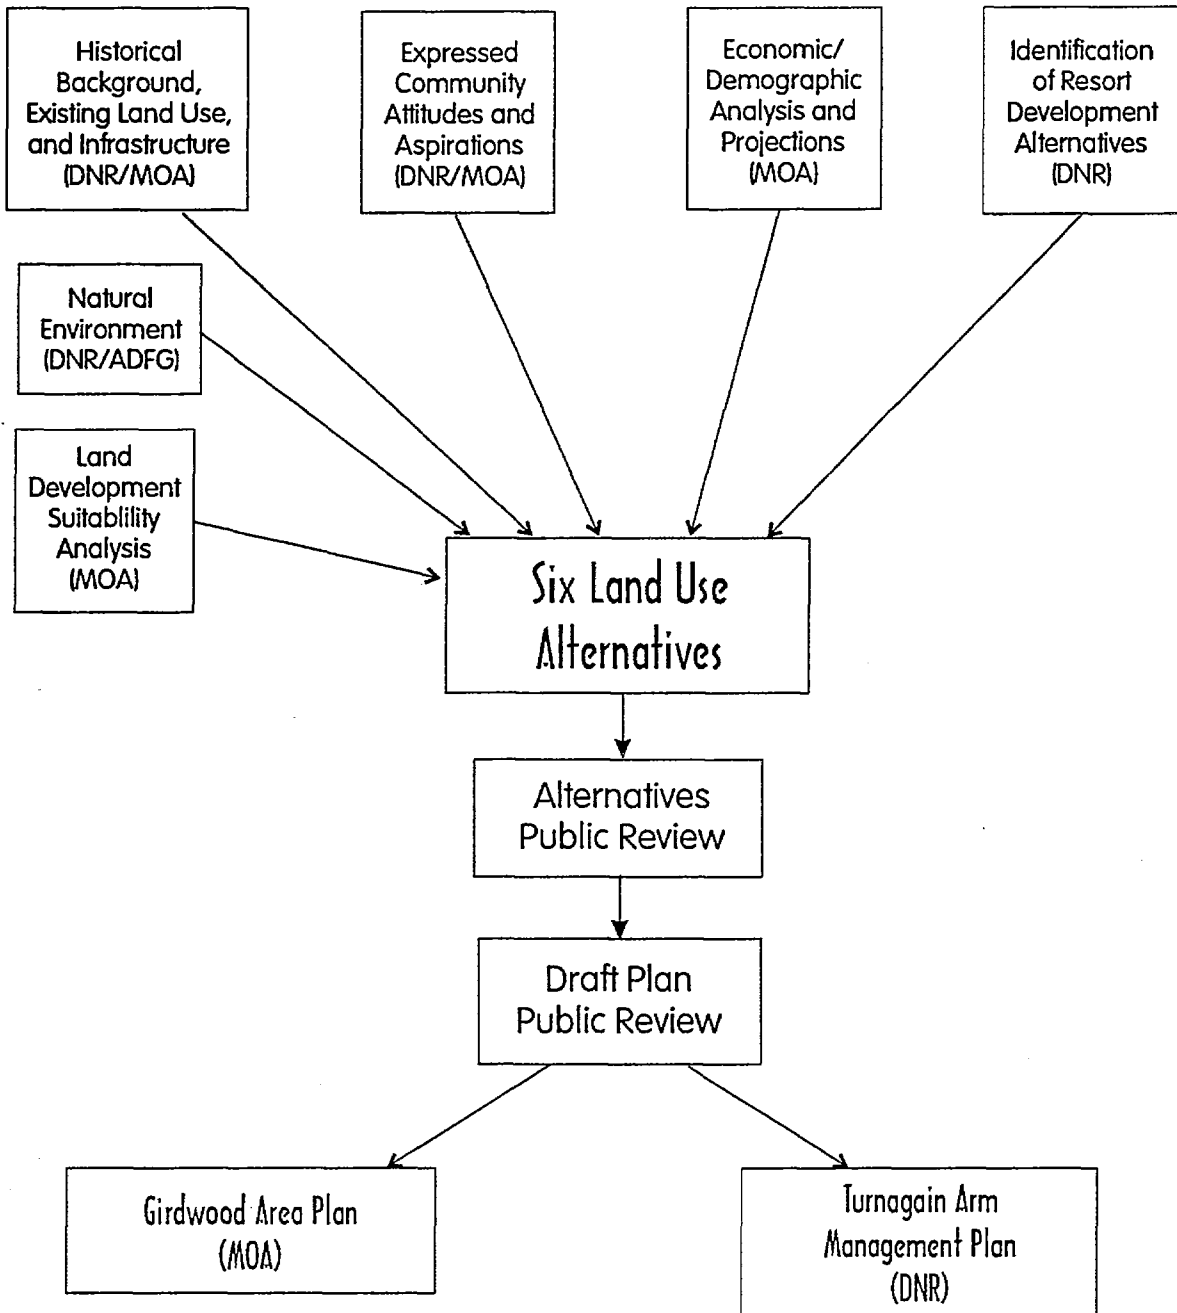 Historical
Background,
Existing Land Use,
and Infrastructure
(DNR/MOA)
Expressed
Community
Attitudes and
Aspirations
(DNR/MOA)
Economic/
Demographic
Analysis and
Projections
(MOA)
Identification
of Resort
Development
Alternatives
(DNR)
Natural
Environment
(DNR/ADFG)
Land
Development
Suitablility
Analysis
(MOA)
Six Land Use
Alternatives
Alternatives
Public Review
Draft Plan
Public Review
Girdwood Area Plan
(MOA)
Turnagain Arm
Management Plan
(DNR)